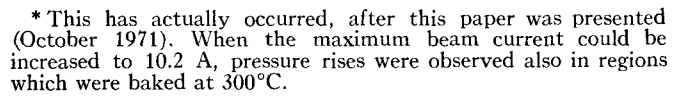 * This has actually occurred, after this paper was presented
(October 1971). When the maximum beam current could be
increased to 10.2 A, pressure rises were observed also in regions
which were baked at 300°C.